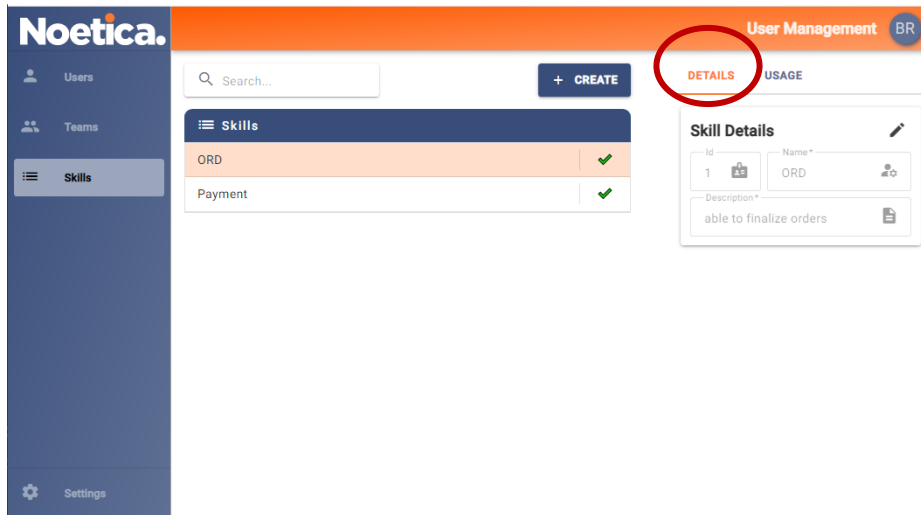 Noetica.
User Management
BR
Users
Teams
Skills
Settings
Search...
+ CREATE
Skills
ORD
Payment
DETAILS
USAGE
Skill Details
Id
1
Name*
ORD
Description*
able to finalize orders